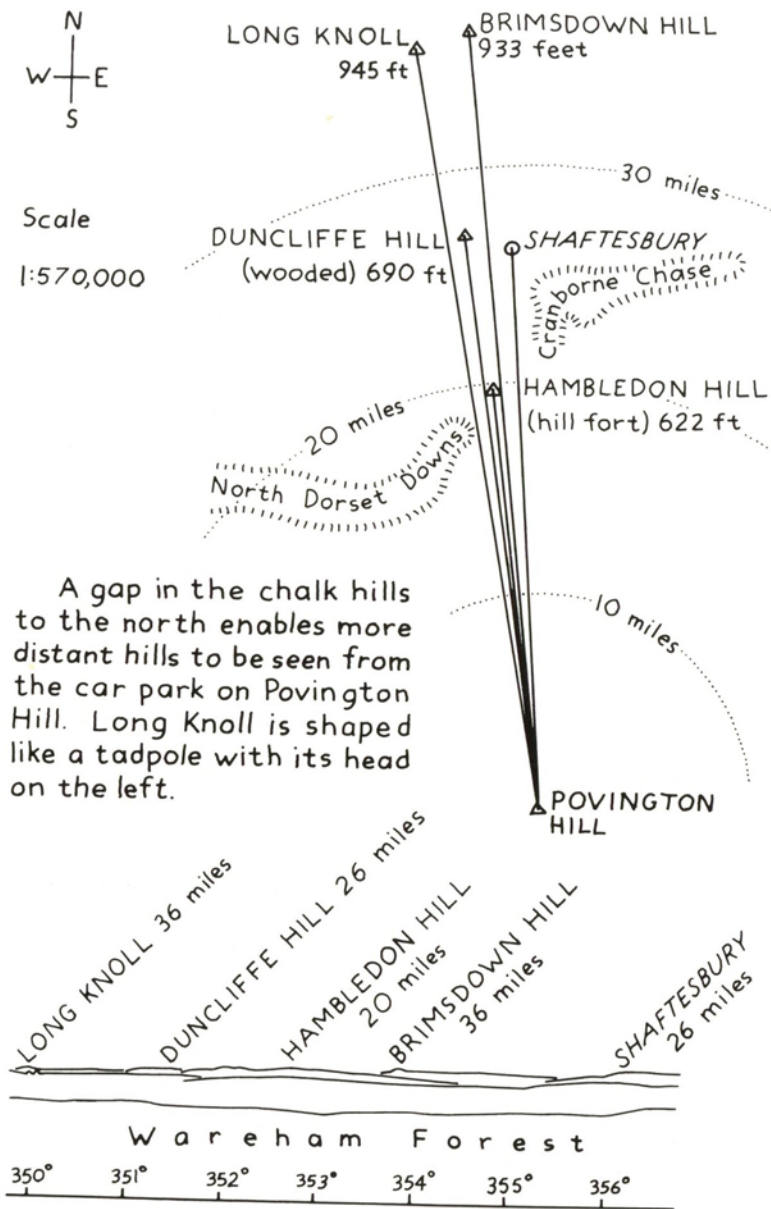 N
W E
S
LONG KNOLL
945 ft
BRIMSDOWN HILL
933 feet
30 miles
Scale
1:570,000
DUNCLIFFE HILL
(wooded) 690 ft
SHAFTESBURY
Cranborne Chase
HAMBLEDON HILL
(hill fort) 622 ft
20 miles
North Dorset Downs
A gap in the chalk hills
to the north enables more
distant hills to be seen from
the car park on Povington
Hill. Long Knoll is shaped
like a tadpole with its head
on the left.
10 miles
POVINGTON
HILL
LONG KNOLL 36 miles
DUNCLIFFE HILL 26 miles
HAMBLEDON HILL
20 miles
BRIMSDOWN HILL
36 miles
SHAFTESBURY
26 miles
Wareham Forest
350° 351° 352° 353° 354° 355° 356°